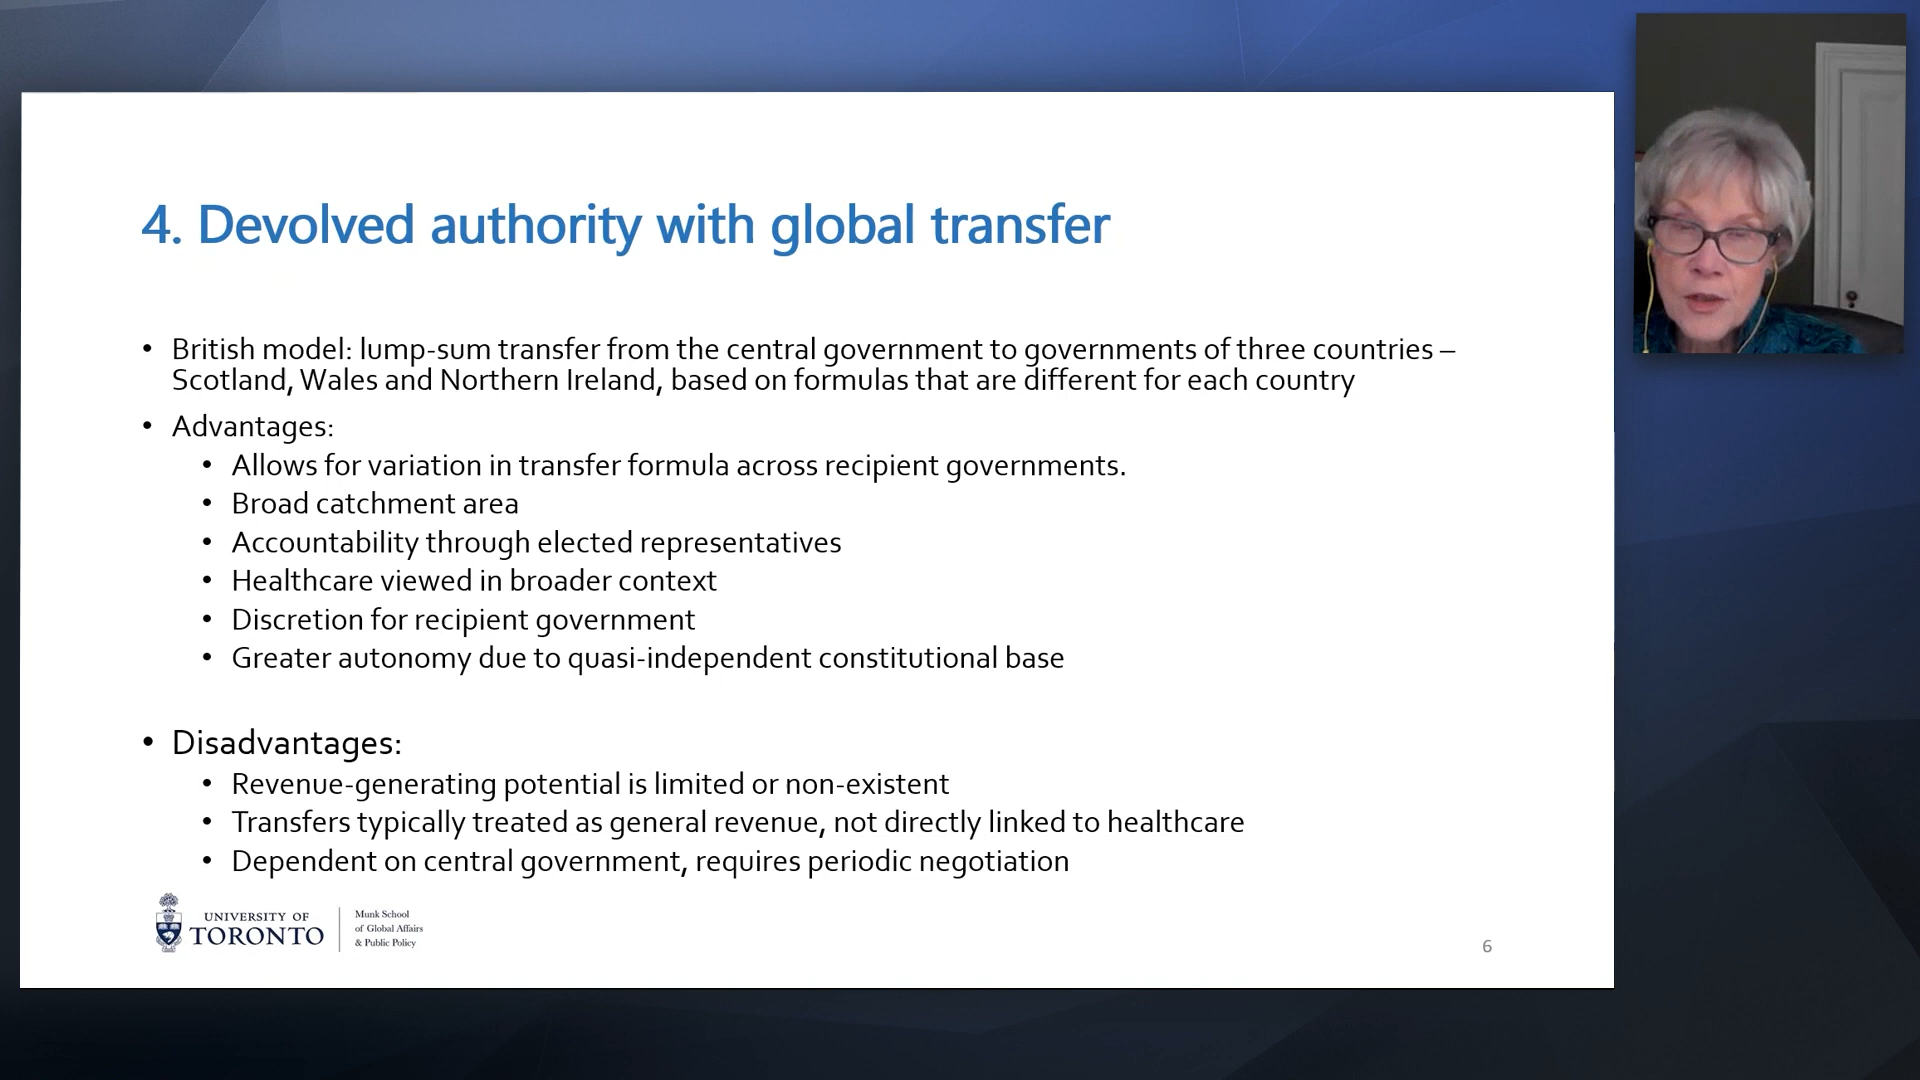 4. Devolved authority with global transfer
• British model: lump-sum transfer from the central government to governments of three countries –
Scotland, Wales and Northern Ireland, based on formulas that are different for each country
• Advantages:
• Allows for variation in transfer formula across recipient governments.
• Broad catchment area
• Accountability through elected representatives
• Healthcare viewed in broader context
• Discretion for recipient government
• Greater autonomy due to quasi-independent constitutional base
• Disadvantages:
• Revenue-generating potential is limited or non-existent
• Transfers typically treated as general revenue, not directly linked to healthcare
• Dependent on central government, requires periodic negotiation
UNIVERSITY OF
TORONTO
Munk School
of Global Affairs
& Public Policy
6